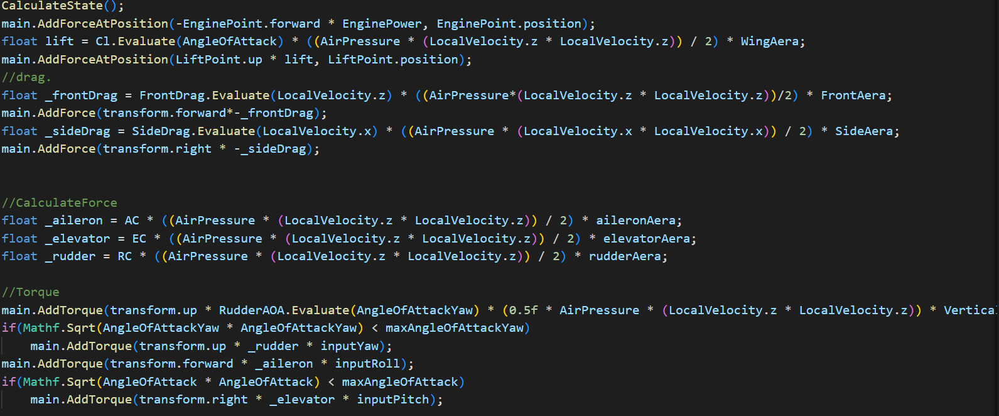 CalculateState();
main.AddForceAtPosition(-EnginePoint.forward * EnginePower, EnginePoint.position);
float lift = Cl.Evaluate(AngleOfAttack) * ((AirPressure * (LocalVelocity.z * LocalVelocity.z)) / 2) * WingAera;
main.AddForceAtPosition(LiftPoint.up * lift, LiftPoint.position);
//drag.
float _frontDrag = FrontDrag.Evaluate(LocalVelocity.z) * ((AirPressure*(LocalVelocity.z * LocalVelocity.z))/2) * FrontAera;
main.AddForce(transform.forward*-_frontDrag);
float _sideDrag = SideDrag.Evaluate(LocalVelocity.x) * ((AirPressure * (LocalVelocity.x * LocalVelocity.x)) / 2) * SideAera;
main.AddForce(transform.right * -_sideDrag);
//CalculateForce
float _aileron = AC * ((AirPressure * (LocalVelocity.z * LocalVelocity.z)) / 2) * aileronAera;
float _elevator = EC * ((AirPressure * (LocalVelocity.z * LocalVelocity.z)) / 2) * elevatorAera;
float _rudder = RC * ((AirPressure * (LocalVelocity.z * LocalVelocity.z)) / 2) * rudderAera;
//Torque
main.AddTorque(transform.up * RudderAOA.Evaluate(AngleOfAttackYaw) * (0.5f * AirPressure * (LocalVelocity.z * LocalVelocity.z)) * Vertica
if(Mathf.Sqrt(AngleOfAttackYaw * AngleOfAttackYaw) < maxAngleOfAttackYaw)
main.AddTorque(transform.up * _rudder * inputYaw);
main.AddTorque(transform.forward * _aileron * inputRoll);
if(Mathf.Sqrt(AngleOfAttack * AngleOfAttack) < maxAngleOfAttack)
main.AddTorque(transform.right * _elevator * inputPitch);